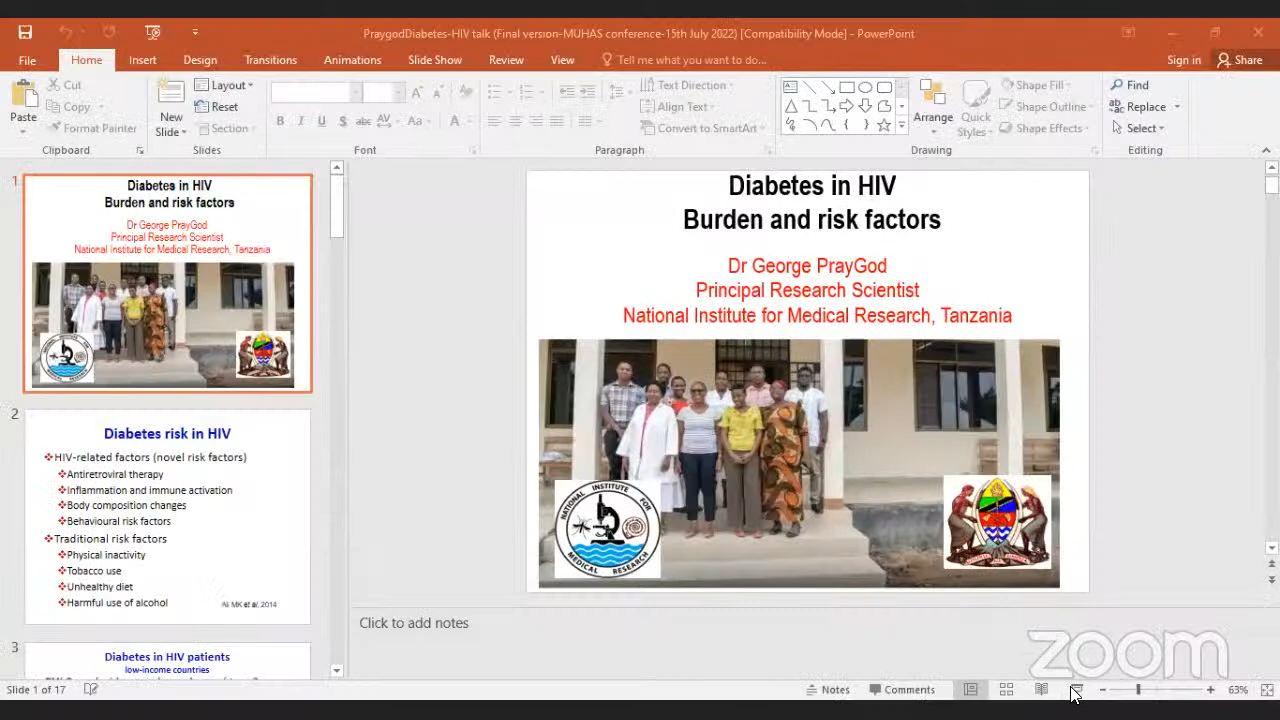 PraygodDiabetes-HIV talk (Final version-MUHAS conference-15th July 2022) [Compatibility Mode] - PowerPoint
File Home Insert Design Transitions Animations Slide Show Review View Tell me what you want to do... Sign in Share
Paste
Cut
Copy
Format Painter
Clipboard
New Slide
Layout
Reset
Section
Slides
B I U S abc AV Aa A
Font
Text Direction
Align Text
Convert to SmartArt
Paragraph
Arrange
Quick Styles
Shape Fill
Shape Outline
Shape Effects
Drawing
Find
Replace
Select
Editing
1
Diabetes in HIV
Burden and risk factors
Dr George PrayGod
Principal Research Scientist
National Institute for Medical Research, Tanzania
2
Diabetes risk in HIV
HIV-related factors (novel risk factors)
Antiretroviral therapy
Inflammation and immune activation
Body composition changes
Behavioural risk factors
Traditional risk factors
Physical inactivity
Tobacco use
Unhealthy diet
Harmful use of alcohol
MK et al, 2014
3
Diabetes in HIV patients
low-income countries
Diabetes in HIV
Burden and risk factors
Dr George PrayGod
Principal Research Scientist
National Institute for Medical Research, Tanzania
NATIONAL INSTITUTE FOR
MEDICAL RESEARCH
Click to add notes
zoom
Slide 1 of 17 Notes Comments 63%